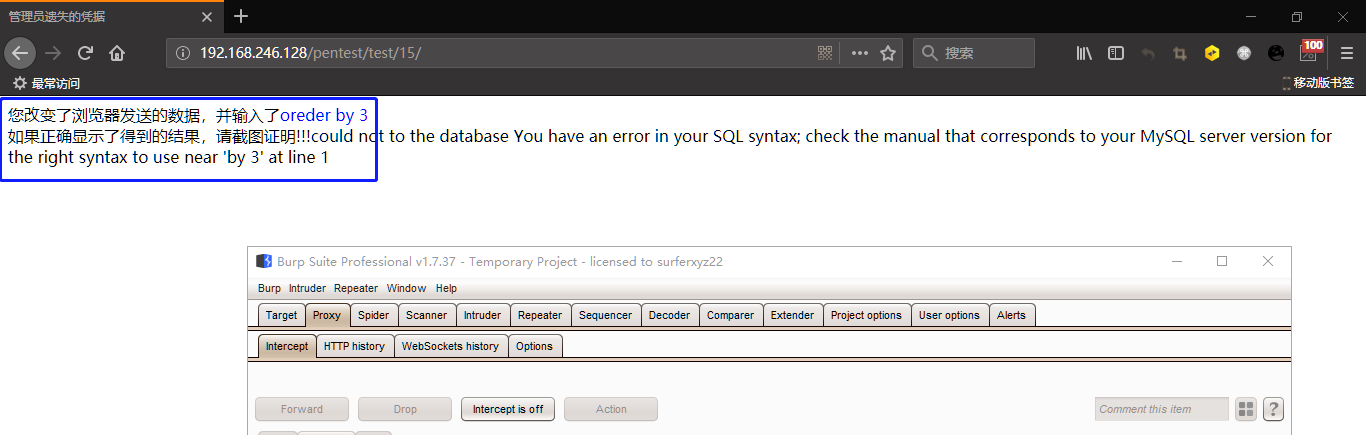 管理员遗失的凭据
192.168.246.128/pentest/test/15/
搜索
100
最常访问
移动版书签
您改变了浏览器发送的数据，并输入了oreder by 3
如果正确显示了得到的结果，请截图证明!!!could not to the database You have an error in your SQL syntax; check the manual that corresponds to your MySQL server version for
the right syntax to use near 'by 3' at line 1
Burp Suite Professional v1.7.37 - Temporary Project - licensed to surferxyz22
Burp Intruder Repeater Window Help
Target Proxy Spider Scanner Intruder Repeater Sequencer Decoder Comparer Extender Project options User options Alerts
Intercept HTTP history WebSockets history Options
Forward Drop Intercept is off Action Comment this item ?